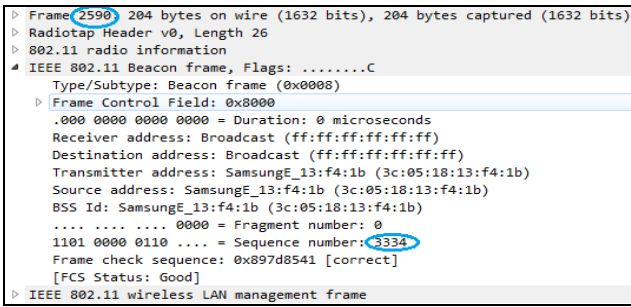 Frame 2590: 204 bytes on wire (1632 bits), 204 bytes captured (1632 bits)
Radiotap Header v0, Length 26
802.11 radio information
IEEE 802.11 Beacon frame, Flags: ........C
Type/Subtype: Beacon frame (0x0008)
Frame Control Field: 0x8000
.000 0000 0000 0000 = Duration: 0 microseconds
Receiver address: Broadcast (ff:ff:ff:ff:ff:ff)
Destination address: Broadcast (ff:ff:ff:ff:ff:ff)
Transmitter address: SamsungE_13:f4:1b (3c:05:18:13:f4:1b)
Source address: SamsungE_13:f4:1b (3c:05:18:13:f4:1b)
BSS Id: SamsungE_13:f4:1b (3c:05:18:13:f4:1b)
.... .... .... 0000 = Fragment number: 0
1101 0000 0110 .... = Sequence number: 3334
Frame check sequence: 0x897d8541 [correct]
[FCS Status: Good]
IEEE 802.11 wireless LAN management frame